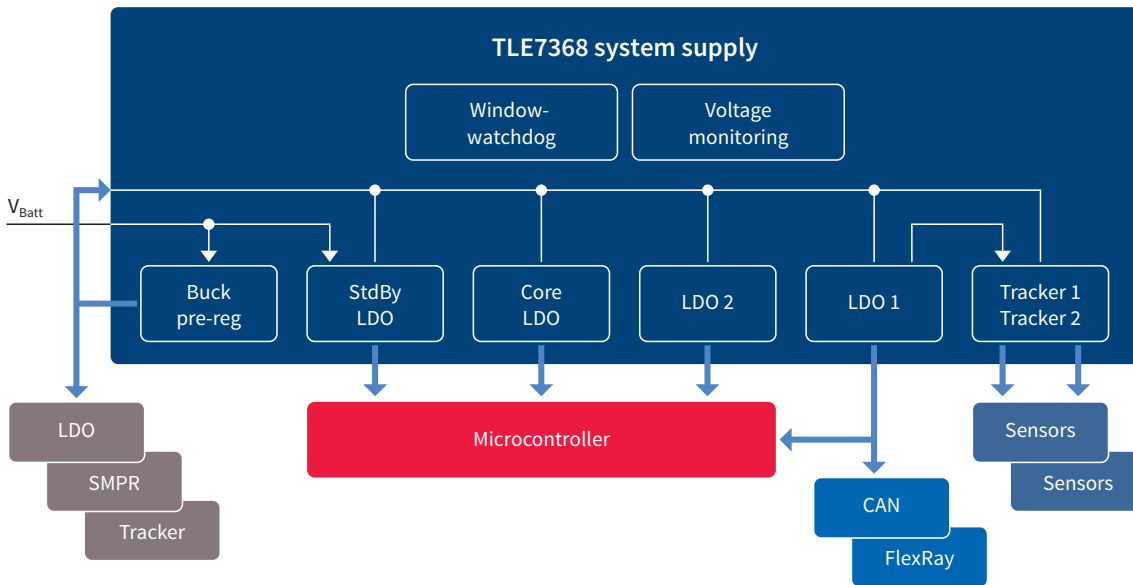 TLE7368 system supply
Window-
watchdog
Voltage
monitoring
VBatt
Buck
pre-reg
StdBy
LDO
Core
LDO
LDO 2
LDO 1
Tracker 1
Tracker 2
LDO
SMPR
Tracker
Microcontroller
CAN
FlexRay
Sensors
Sensors